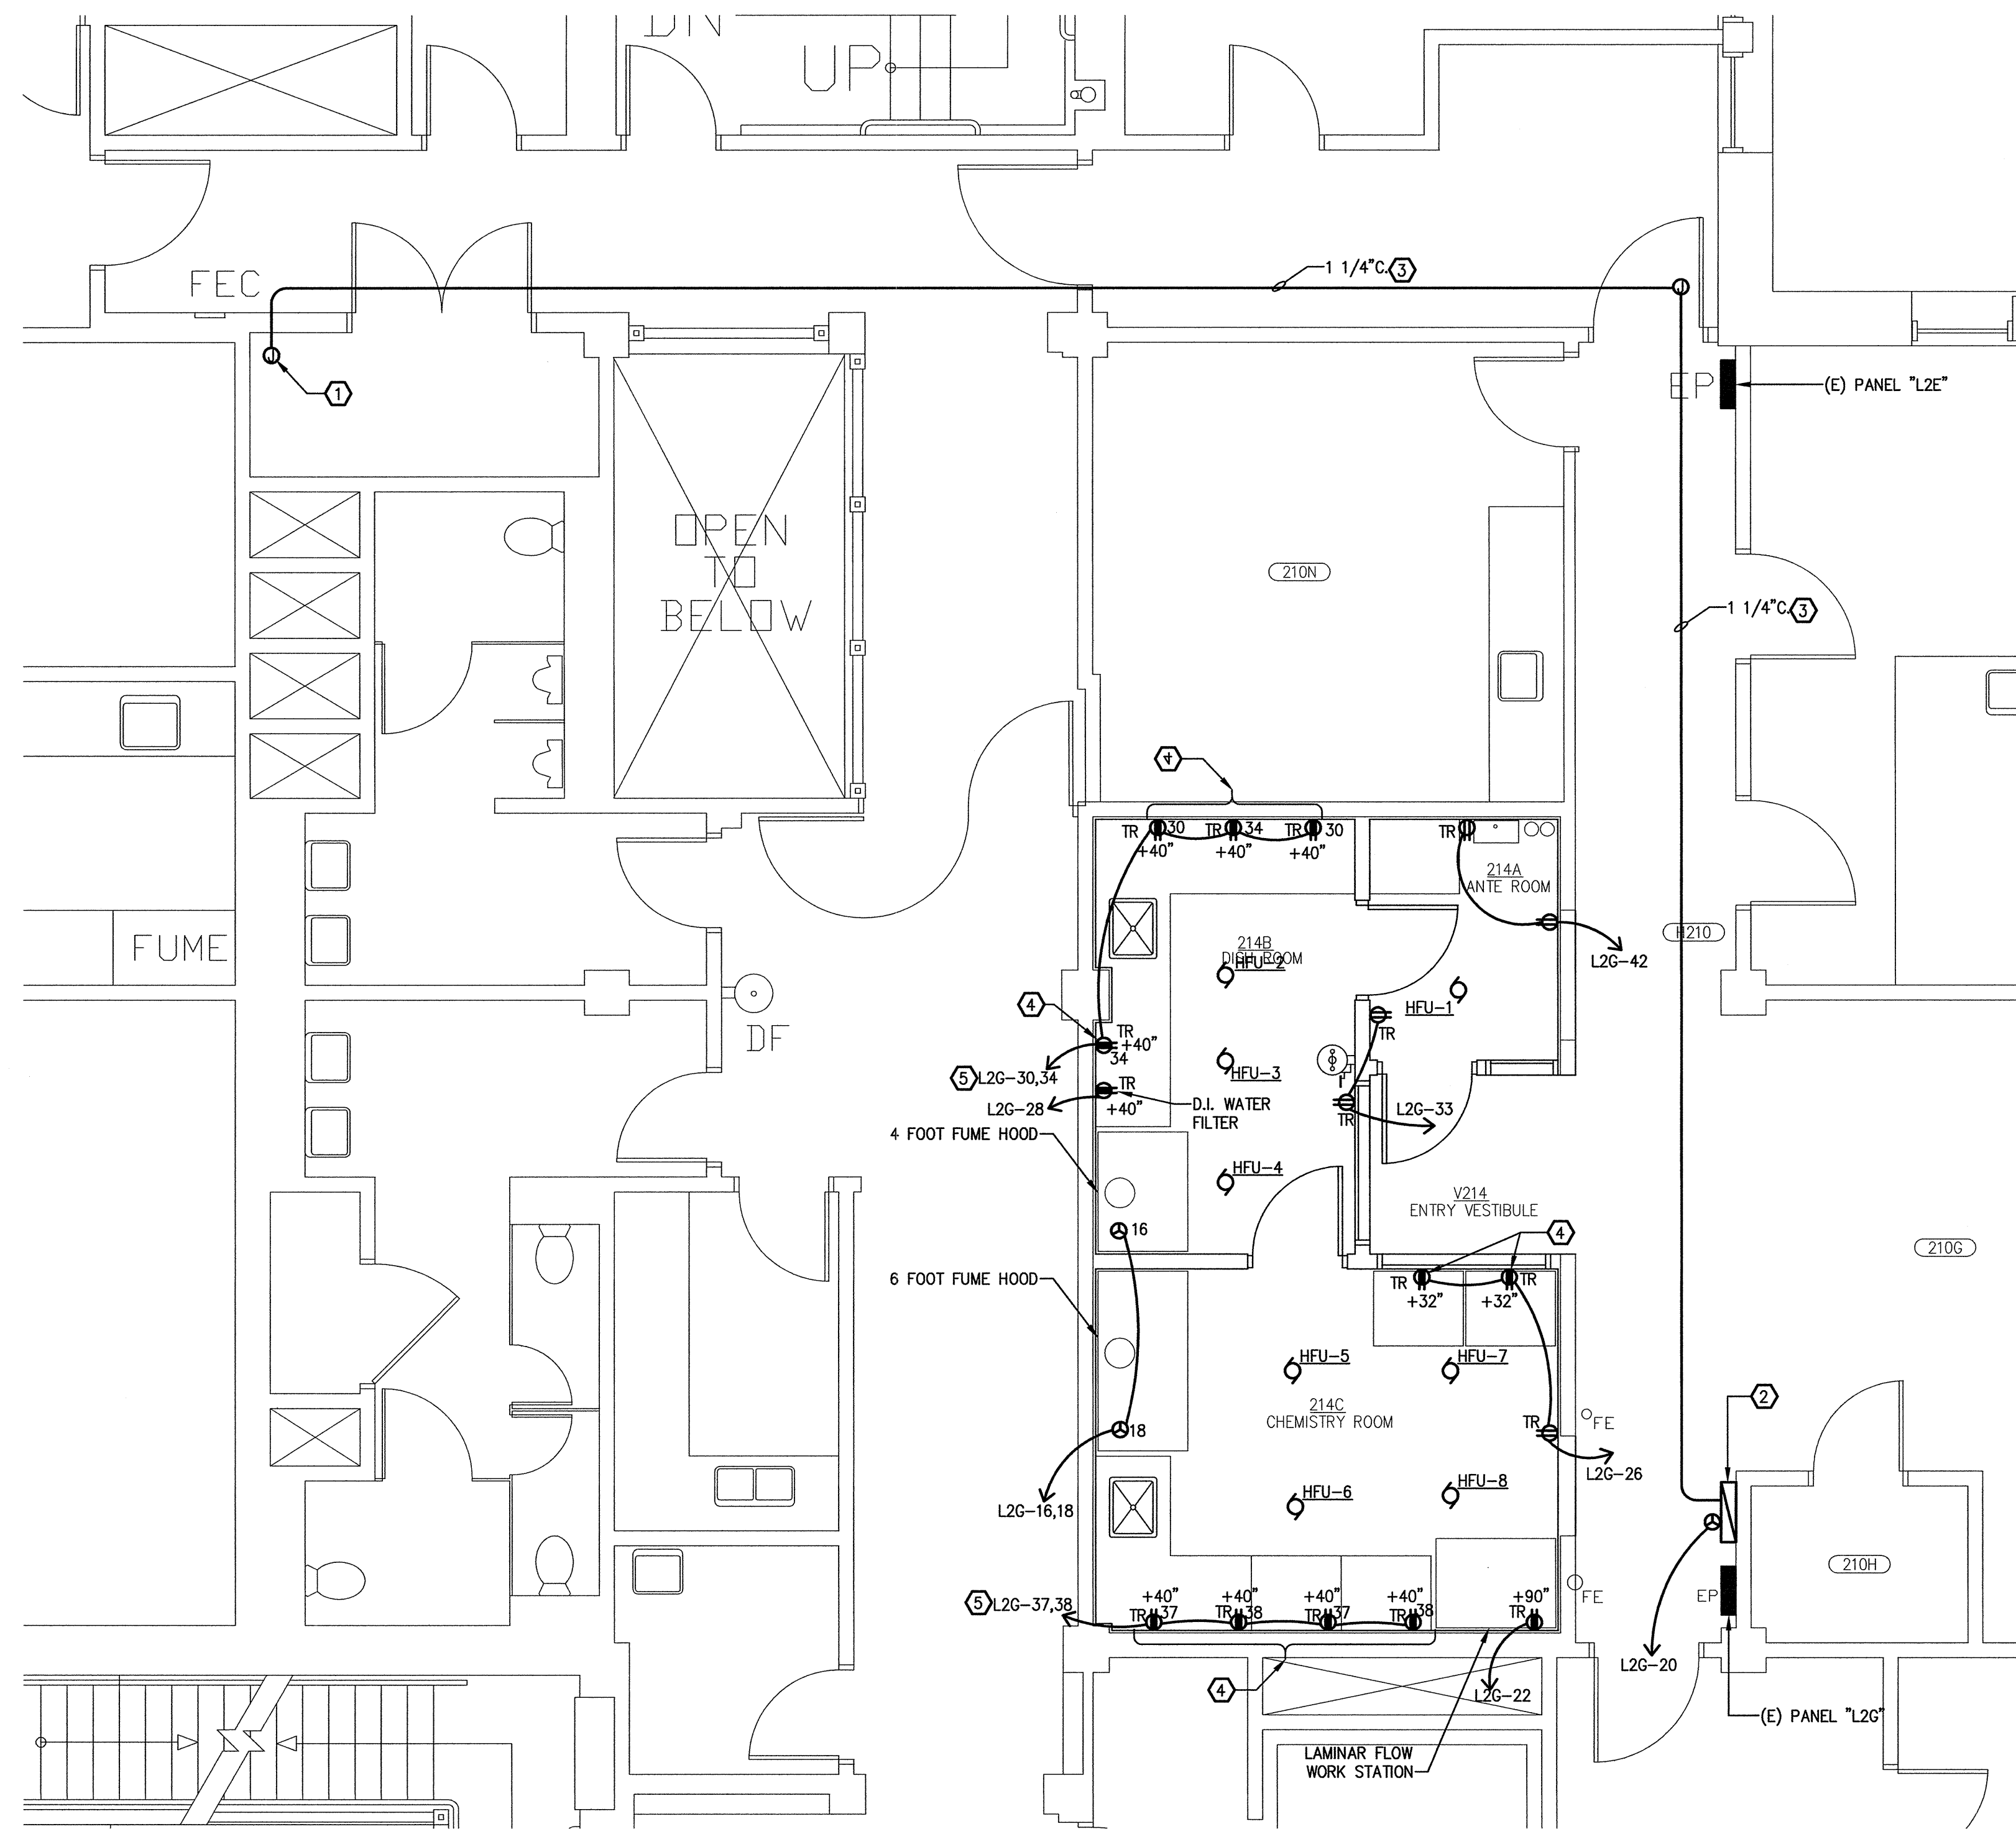 DN
UP
FEC
1 1/4"C.
3
1
EP
(E) PANEL "L2E"
OPEN
TO
BELOW
210N
1 1/4"C.
3
4
TR
30
TR
34
TR
30
TR
+40"
+40"
+40"
214A
ANTE ROOM
FUME
214B
DISH ROOM
HFU-2
H210
L2G-42
4
HFU-1
DF
TR
+40"
34
TR
5
L2G-30,34
HFU-3
TR
L2G-28
+40"
D.I. WATER
FILTER
TR
L2G-33
4 FOOT FUME HOOD
HFU-4
V214
ENTRY VESTIBULE
16
4
210G
6 FOOT FUME HOOD
TR
TR
+32"
+32"
HFU-5
HFU-7
2
214C
CHEMISTRY ROOM
TR
FE
18
L2G-26
HFU-6
HFU-8
L2G-16,18
210H
5
L2G-37,38
+40"
+40"
+40"
+40"
+90"
FE
EP
TR
37
TR
38
TR
37
TR
38
TR
L2G-20
4
L2G-22
(E) PANEL "L2G"
LAMINAR FLOW
WORK STATION